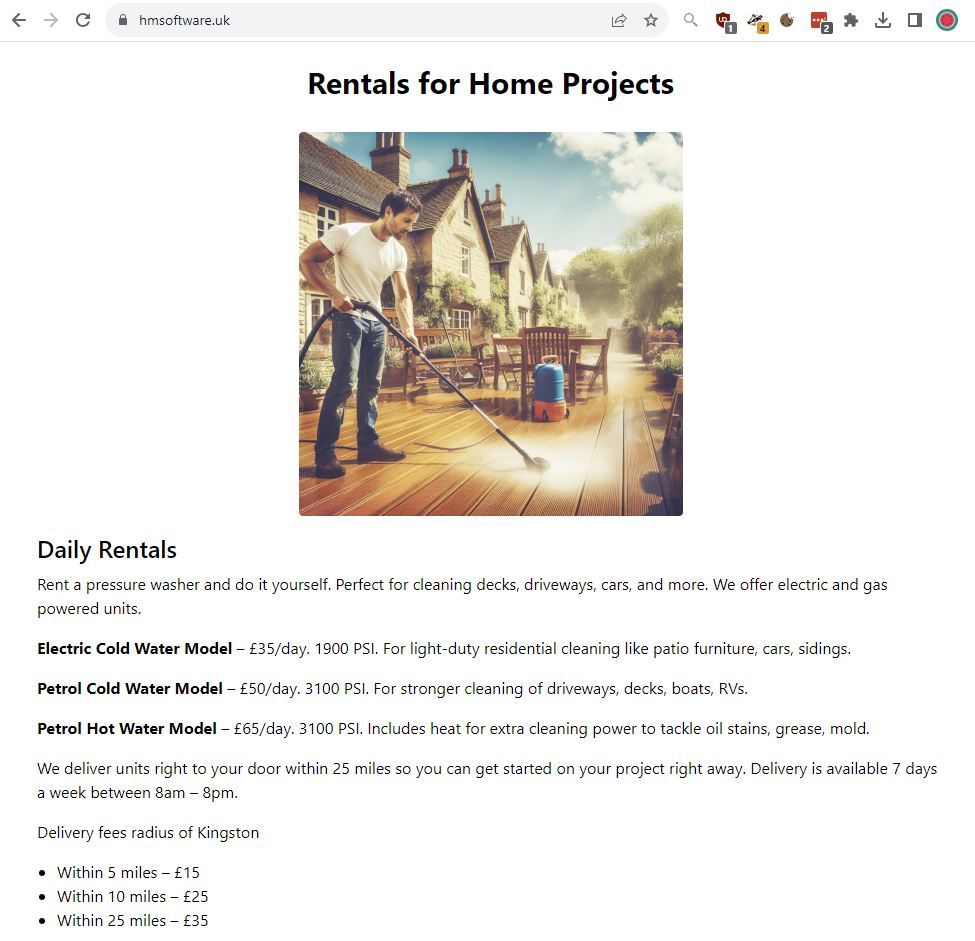 hmsoftware.uk
1
4
2
Rentals for Home Projects
Daily Rentals
Rent a pressure washer and do it yourself. Perfect for cleaning decks, driveways, cars, and more. We offer electric and gas
powered units.
Electric Cold Water Model – £35/day. 1900 PSI. For light-duty residential cleaning like patio furniture, cars, sidings.
Petrol Cold Water Model – £50/day. 3100 PSI. For stronger cleaning of driveways, decks, boats, RVs.
Petrol Hot Water Model – £65/day. 3100 PSI. Includes heat for extra cleaning power to tackle oil stains, grease, mold.
We deliver units right to your door within 25 miles so you can get started on your project right away. Delivery is available 7 days
a week between 8am – 8pm.
Delivery fees radius of Kingston
• Within 5 miles – £15
• Within 10 miles – £25
• Within 25 miles – £35